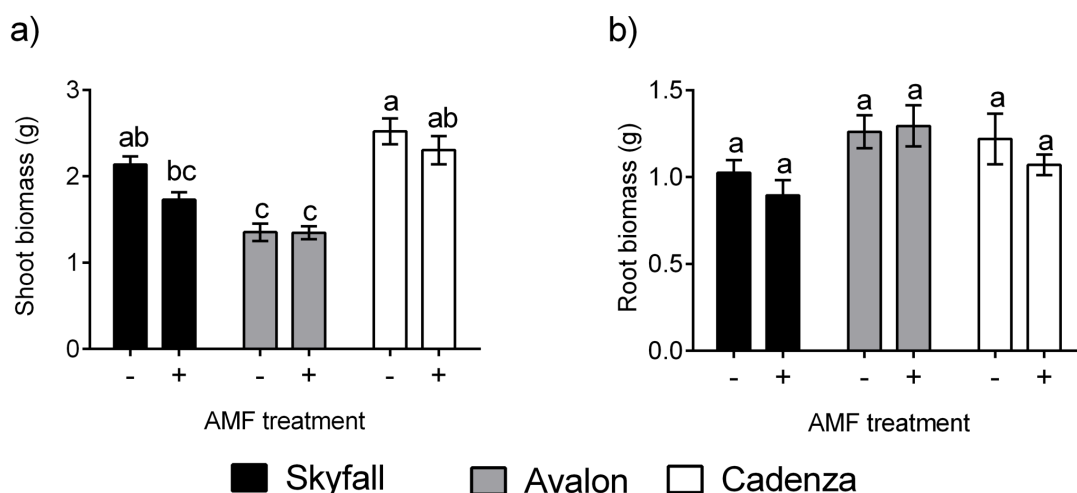 a)
Shoot biomass (g)
3
2
1
0
ab
bc
c
c
a
ab
- + - + - +
AMF treatment
b)
Root biomass (g)
1.5
1.0
0.5
0.0
a
a
a
a
a
a
- + - + - +
AMF treatment
Skyfall Avalon Cadenza